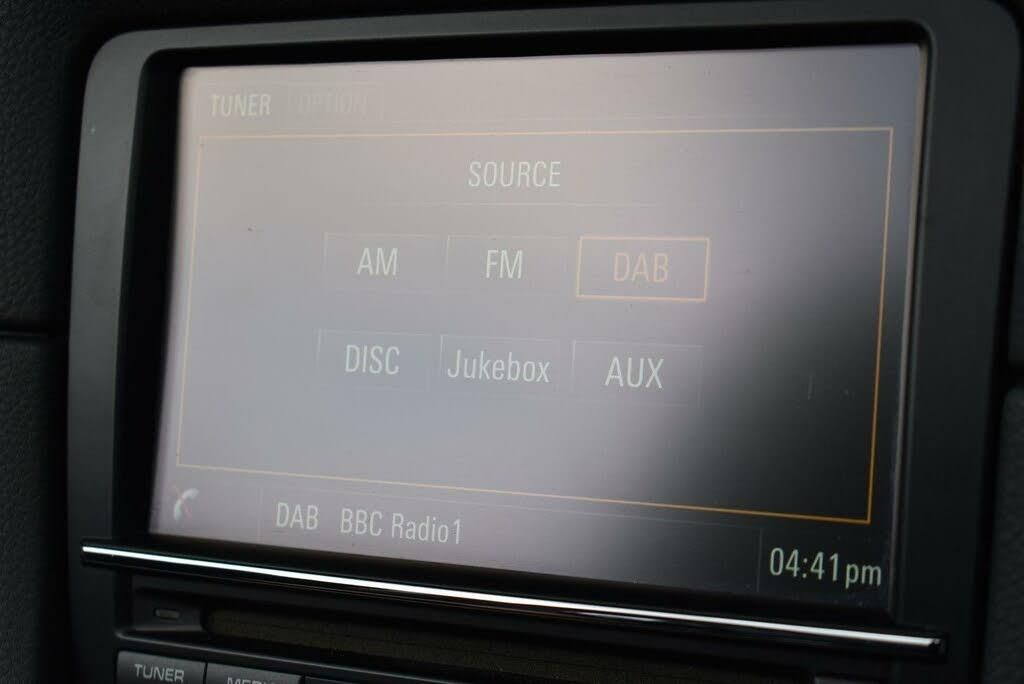 TUNER OPTION
SOURCE
AM FM DAB
DISC Jukebox AUX
DAB BBC Radio1
04:41pm
TUNER